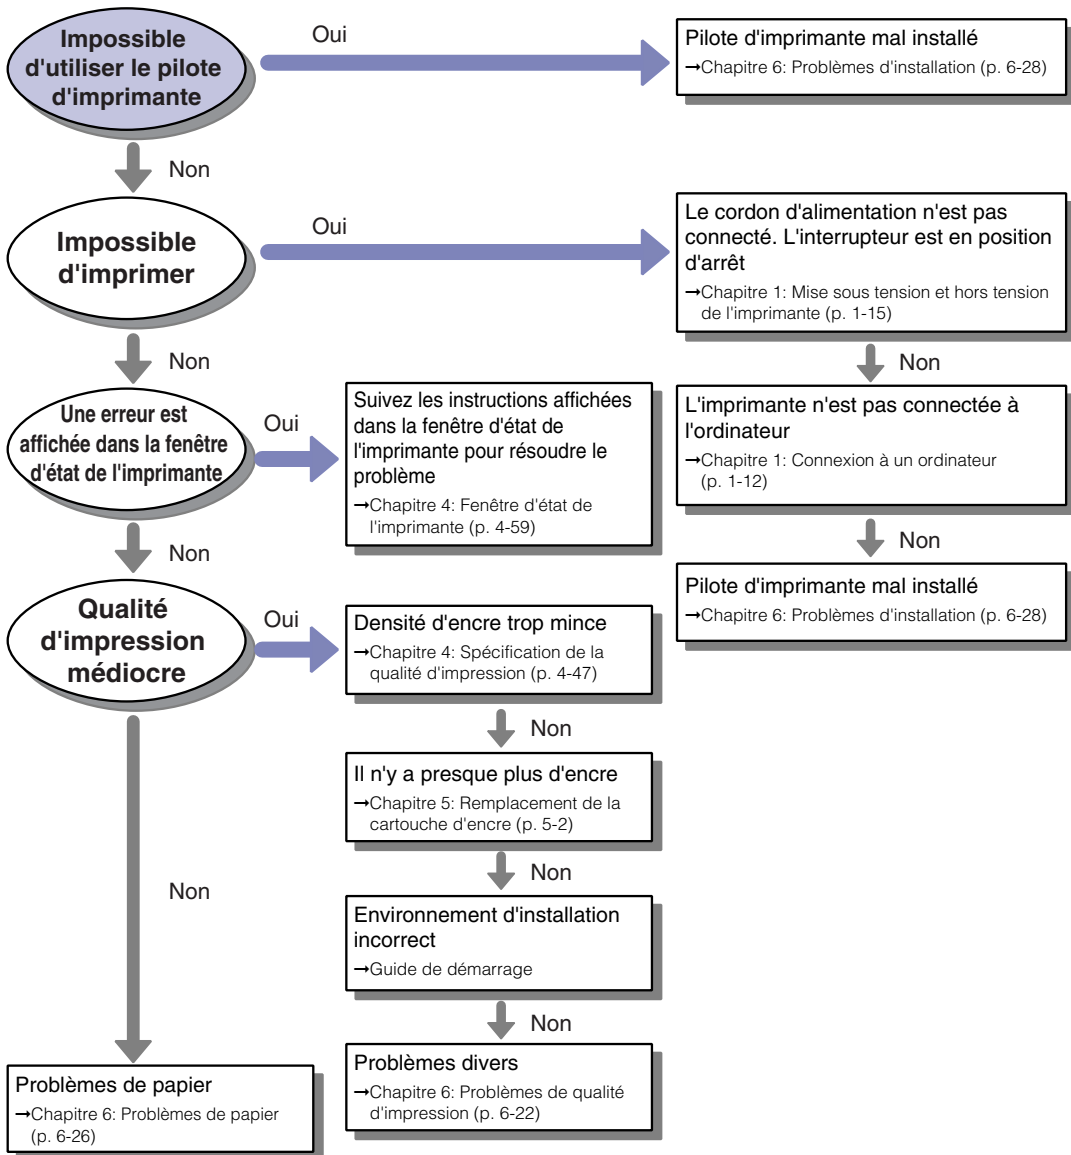 Impossible
d'utiliser le pilote
d'imprimante
Oui
Pilote d'imprimante mal installé
→Chapitre 6: Problèmes d'installation (p. 6-28)
Non
Impossible
d'imprimer
Oui
Le cordon d'alimentation n'est pas
connecté. L'interrupteur est en position
d'arrêt
→Chapitre 1: Mise sous tension et hors tension
de l'imprimante (p. 1-15)
Non
L'imprimante n'est pas connectée à
l'ordinateur
→Chapitre 1: Connexion à un ordinateur
(p. 1-12)
Non
Pilote d'imprimante mal installé
→Chapitre 6: Problèmes d'installation (p. 6-28)
Non
Une erreur est
affichée dans la fenêtre
d'état de l'imprimante
Oui
Suivez les instructions affichées
dans la fenêtre d'état de
l'imprimante pour résoudre le
problème
→Chapitre 4: Fenêtre d'état de
l'imprimante (p. 4-59)
Non
Qualité
d'impression
médiocre
Oui
Densité d'encre trop mince
→Chapitre 4: Spécification de la
qualité d'impression (p. 4-47)
Non
Il n'y a presque plus d'encre
→Chapitre 5: Remplacement de la
cartouche d'encre (p. 5-2)
Non
Environnement d'installation
incorrect
→Guide de démarrage
Non
Problèmes divers
→Chapitre 6: Problèmes de qualité
d'impression (p. 6-22)
Non
Problèmes de papier
→Chapitre 6: Problèmes de papier
(p. 6-26)